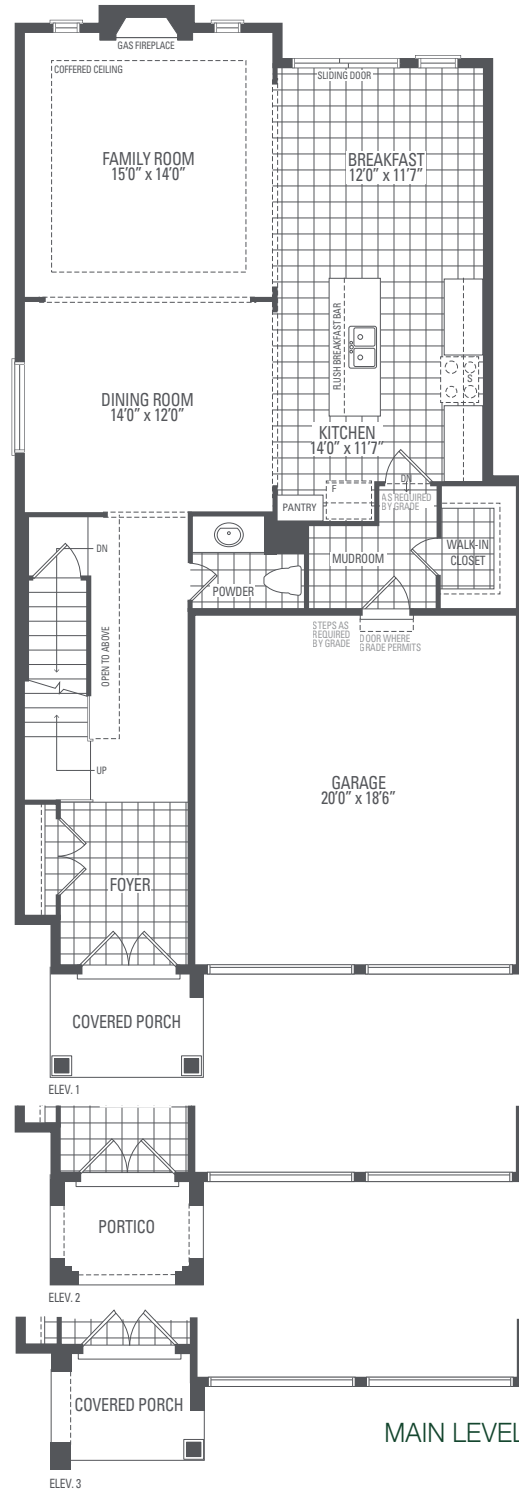 GAS FIREPLACE
COFFERED CEILING
SLIDING DOOR
FAMILY ROOM
15'0" x 14'0"
BREAKFAST
12'0" x 11'7"
FLUSH BREAKFAST BAR
S
DINING ROOM
14'0" x 12'0"
KITCHEN
14'0" x 11'7"
DN
F
AS REQUIRED
BY GRADE
PANTRY
DN
MUDROOM
WALK-IN
CLOSET
POWDER
OPEN TO ABOVE
STEPS AS
REQUIRED
BY GRADE
DOOR WHERE
GRADE PERMITS
UP
GARAGE
20'0" x 18'6"
FOYER
COVERED PORCH
ELEV. 1
PORTICO
ELEV. 2
COVERED PORCH
MAIN LEVEL
ELEV. 3